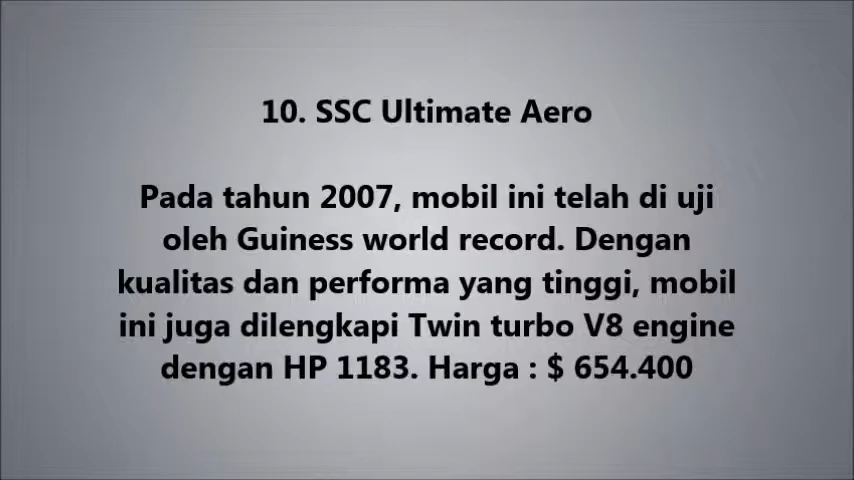 10. SSC Ultimate Aero
Pada tahun 2007, mobil ini telah di uji
oleh Guiness world record. Dengan
kualitas dan performa yang tinggi, mobil
ini juga dilengkapi Twin turbo V8 engine
dengan HP 1183. Harga : $ 654.400